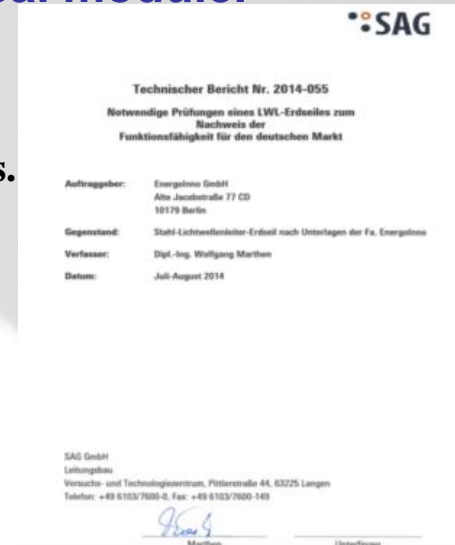 SAG
s.
Technischer Bericht Nr. 2014-055
Notwendige Prüfungen eines LWL-Erdseiles zum
Nachweis der
Funktionsfähigkeit für den deutschen Markt
Auftraggeber: EnergoInno GmbH
Alte Jacobstraße 77 CD
10179 Berlin
Gegenstand: Stahl-Lichtwellenleiter-Erdseil nach Unterlagen der Fa. EnergoInno
Verfasser: Dipl.-Ing. Wolfgang Marthen
Datum: Juli-August 2014
SAG GmbH
Leitungsbau
Versuchs- und Technologiezentrum, Pittlerstraße 44, 63225 Langen
Telefon: +49 6103/7600-0, Fax: +49 6103/7600-149
Marthen